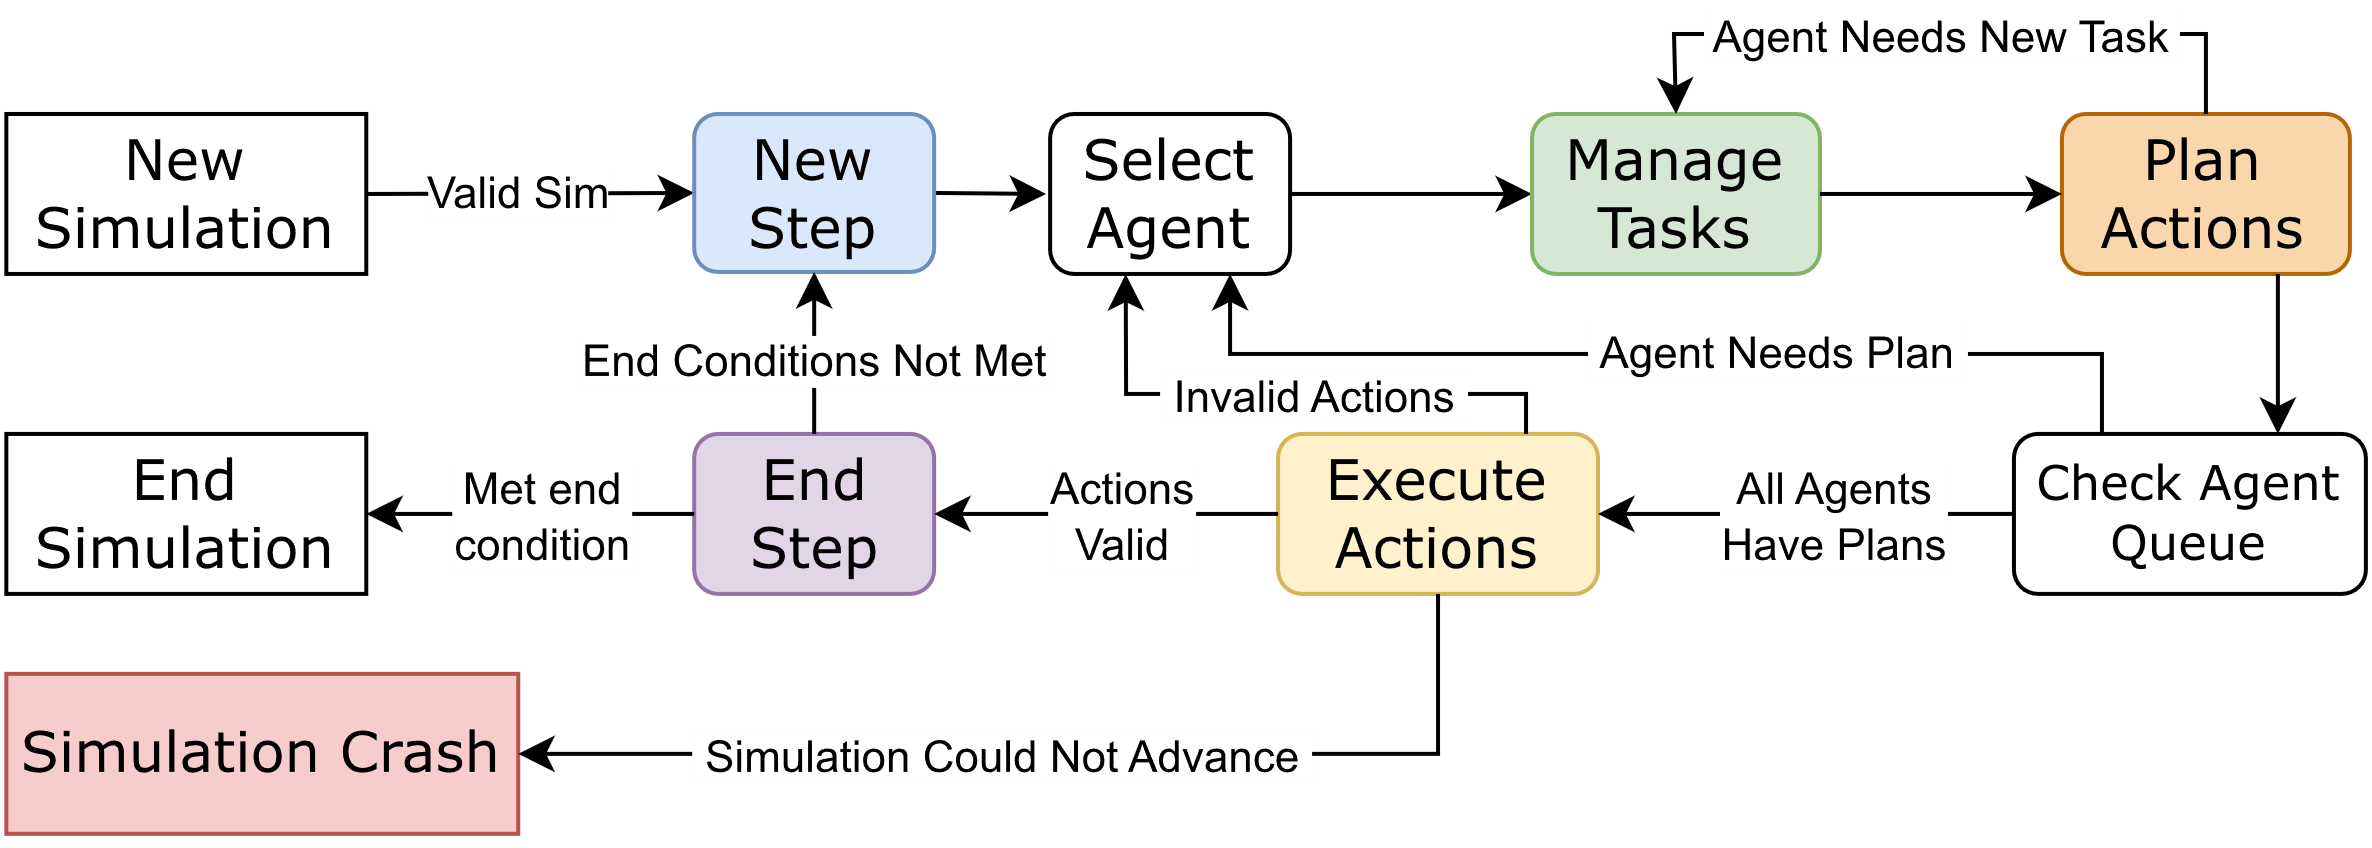 Agent Needs New Task
New
Simulation
Valid Sim
New
Step
Select
Agent
Manage
Tasks
Plan
Actions
End Conditions Not Met
Agent Needs Plan
Invalid Actions
End
Simulation
Met end
condition
End
Step
Actions
Valid
Execute
Actions
All Agents
Have Plans
Check Agent
Queue
Simulation Crash
Simulation Could Not Advance